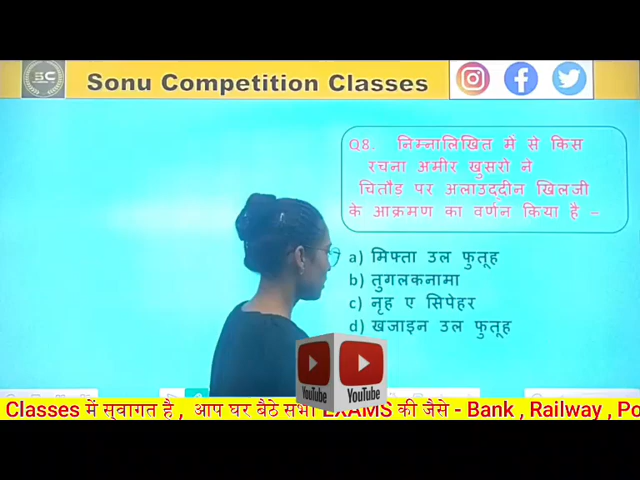 SC
Sonu Competition Classes
Q8. निम्नालिखित में से किस
रचना अमीर खुसरो ने
चितौड पर अलाउद्दीन खिलजी
के आक्रमण का वर्णन किया है –
a) मिफ्ता उल फुतूह
b) तुगलकनामा
c) नृह ए सिपेहर
d) खजाइन उल फुतूह
YouTube YouTube
Classes में स्वागत है , आप घर बैठे सभी EXAMS की जैसे - Bank , Railway , Po